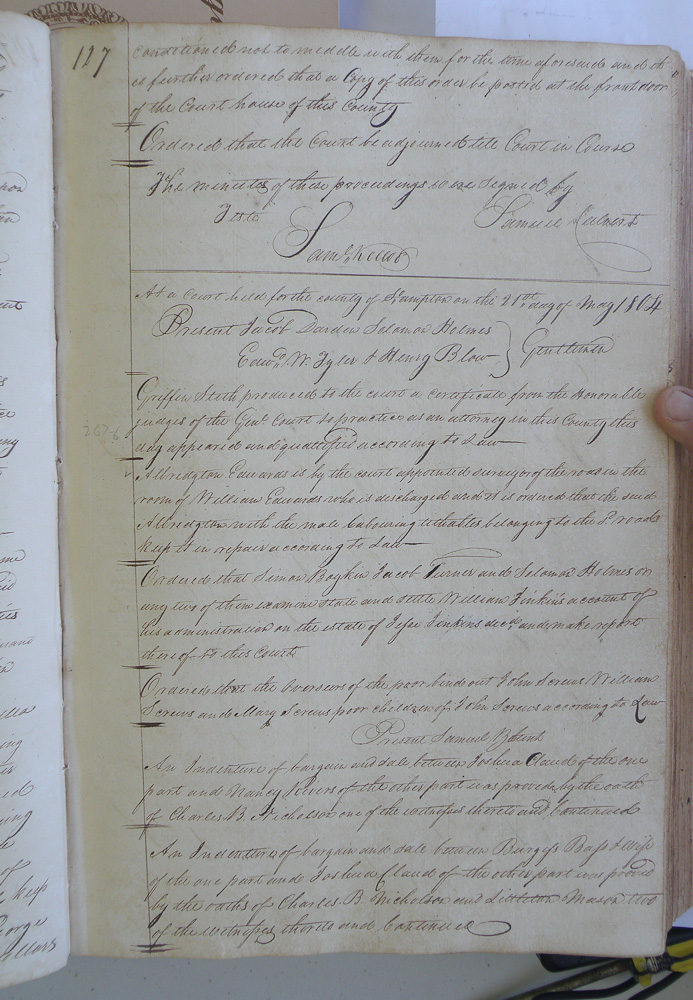 127
conditioned not to meddle with them for the time aforesaid and it
is further ordered that a Copy of this order be posted at the front door
of the Court house of this County
Ordered that the Court be adjourned till Court in Course
The minutes of these proceedings were Signed by
Teste Samuel Calvert
Saml. Kello
At a Court held for the county of S. hampton on the 21st. day of May 1804
Present Jacob Darden Solomon Holmes
Edwd. W. Tyler & Henry Blow Gentlemen
Griffin Stith produced to the court a Certificate from the Honorable
judges of the Genl. Court to practice as an attorney in this County this
day appeared and qualified according to Law
Albridgton Edwards is by the court appointed surveyor of the road in the
room of William Edwards who is discharged and it is ordered that the said
Albridgton with the male labouring tithables belonging to the sd. road
keep it in repair according to Law
Ordered that Simon Boykin Jacob Turner and Solomon Holmes or
any two of them examine state and settle William Jinkins account of
his administration on the estate of Jesse Jinkins decd. and make report
thereof to this Court
Ordered that the Overseers of the poor bind out John Screws William
Screws and Mary Screws poor children of John Screws according to Law
Present Samuel
An Indenture of bargain and sale between Joshua Claud of the one
part and Nancy Rivers of the other part was proved by the oath
of Charles B. Nicholson one of the witnesses thereto and Continued
An Indenture of bargain and sale between Burgess Bass & Wife
of the one part and Joshua Claud of the other part was proved
by the oaths of Charles B. Nicholson and Littleton Mason two
of the witnesses thereto and Continued